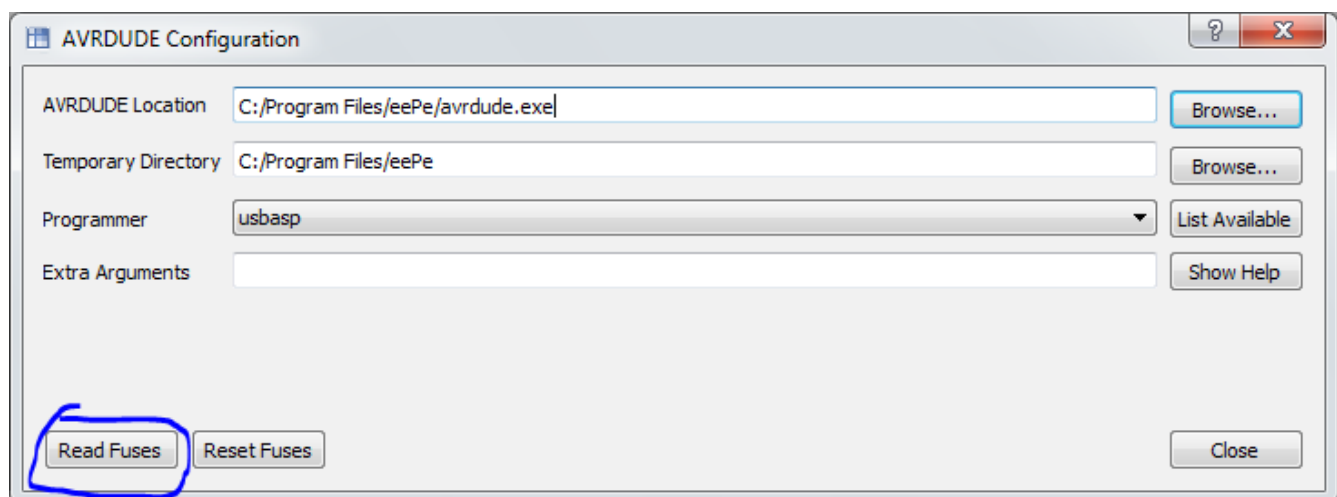 AVRDUDE Configuration
?
AVRDUDE Location C:/Program Files/eePe/avrdude.exe Browse...
Temporary Directory C:/Program Files/eePe Browse...
Programmer usbasp List Available
Extra Arguments Show Help
Read Fuses Reset Fuses Close